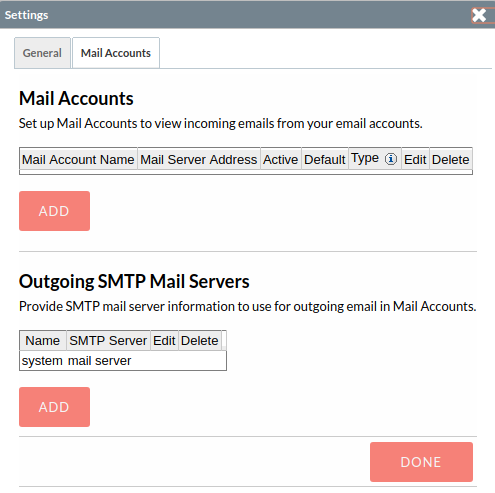 Settings
General Mail Accounts
Mail Accounts
Set up Mail Accounts to view incoming emails from your email accounts.
Mail Account Name Mail Server Address Active Default Type Edit Delete
ADD
Outgoing SMTP Mail Servers
Provide SMTP mail server information to use for outgoing email in Mail Accounts.
Name SMTP Server Edit Delete
system mail server
ADD
DONE